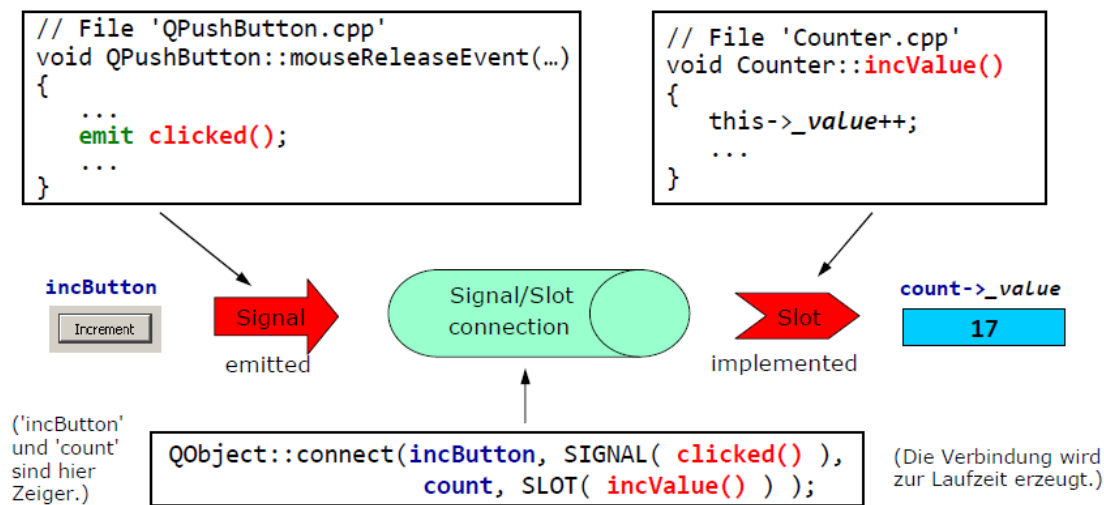 // File 'QPushButton.cpp'
void QPushButton::mouseReleaseEvent(…)
{
...
emit clicked();
...
}
// File 'Counter.cpp'
void Counter::incValue()
{
this->_value++;
...
}
incButton
Increment
Signal
emitted
Signal/Slot
connection
Slot
implemented
count->_value
17
('incButton'
und 'count'
sind hier
Zeiger.)
QObject::connect(incButton, SIGNAL( clicked() ),
count, SLOT( incValue() ) );
(Die Verbindung wird
zur Laufzeit erzeugt.)